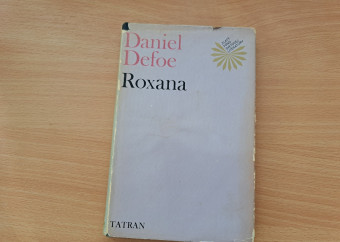 Daniel
Defoe
Roxana
TATRAN